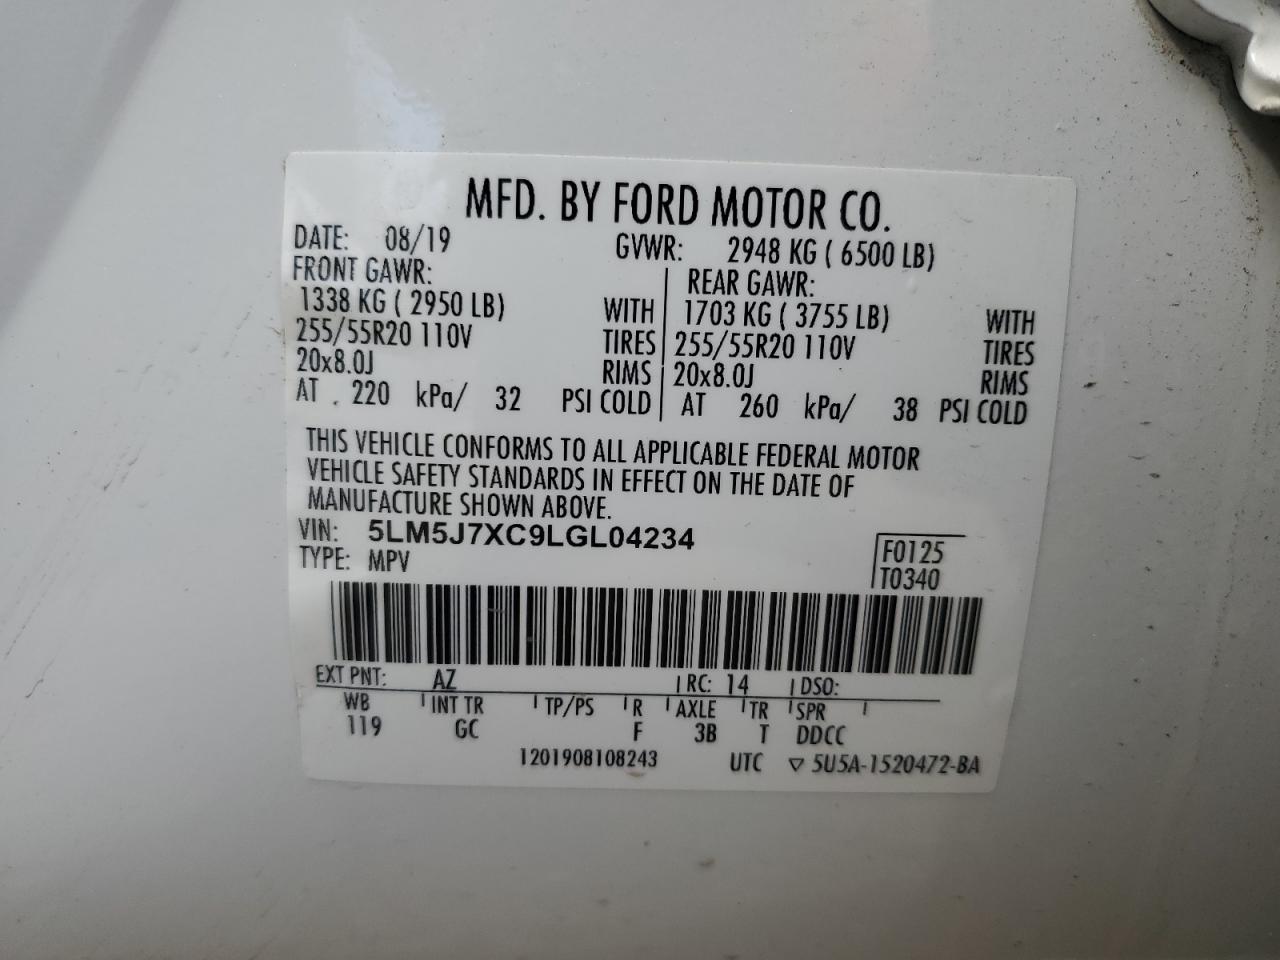 MFD. BY FORD MOTOR CO.
DATE: 08/19 GVWR: 2948 KG ( 6500 LB)
FRONT GAWR: REAR GAWR:
1338 KG ( 2950 LB) WITH 1703 KG ( 3755 LB) WITH
255/55R20 110V TIRES 255/55R20 110V TIRES
20x8.0J RIMS 20x8.0J RIMS
AT 220 kPa/ 32 PSI COLD AT 260 kPa/ 38 PSI COLD
THIS VEHICLE CONFORMS TO ALL APPLICABLE FEDERAL MOTOR
VEHICLE SAFETY STANDARDS IN EFFECT ON THE DATE OF
MANUFACTURE SHOWN ABOVE.
VIN: 5LM5J7XC9LGL04234
F0125
TYPE: MPV
T0340
EXT PNT: AZ RC: 14 DSO:
WB INT TR TP/PS R AXLE TR SPR
119 GC F 3B T DDCC
1201908108243 UTC ▽ 5U5A-1520472-BA